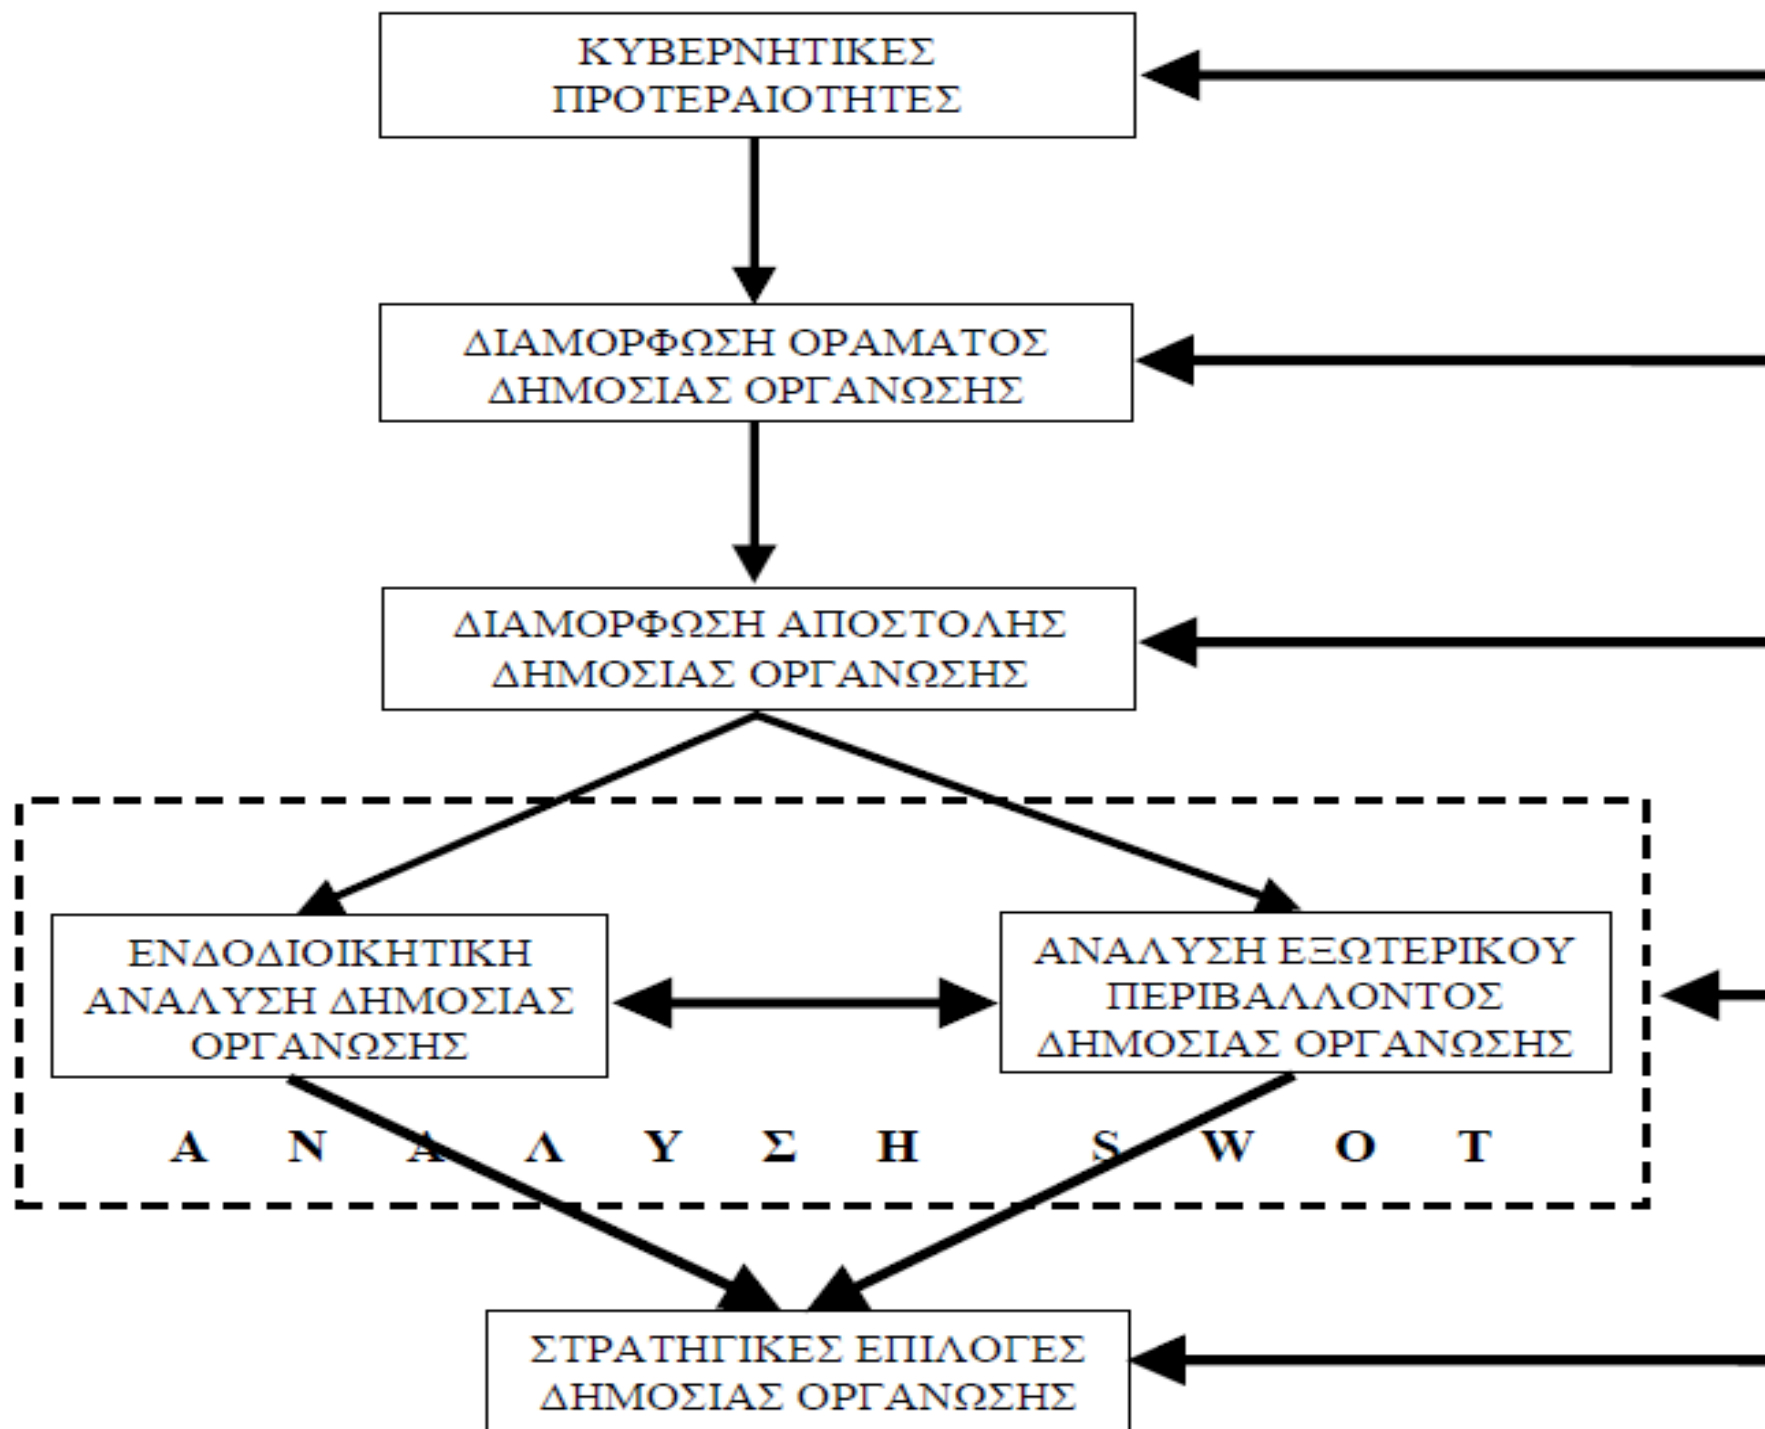 ΚΥΒΕΡΝΗΤΙΚΕΣ
ΠΡΟΤΕΡΑΙΟΤΗΤΕΣ
ΔΙΑΜΟΡΦΩΣΗ ΟΡΑΜΑΤΟΣ
ΔΗΜΟΣΙΑΣ ΟΡΓΑΝΩΣΗΣ
ΔΙΑΜΟΡΦΩΣΗ ΑΠΟΣΤΟΛΗΣ
ΔΗΜΟΣΙΑΣ ΟΡΓΑΝΩΣΗΣ
ΕΝΔΟΔΙΟΙΚΗΤΙΚΗ
ΑΝΑΛΥΣΗ ΔΗΜΟΣΙΑΣ
ΟΡΓΑΝΩΣΗΣ
ΑΝΑΛΥΣΗ ΕΞΩΤΕΡΙΚΟΥ
ΠΕΡΙΒΑΛΛΟΝΤΟΣ
ΔΗΜΟΣΙΑΣ ΟΡΓΑΝΩΣΗΣ
Α Ν Α Λ Υ Σ Η S W O T
ΣΤΡΑΤΗΓΙΚΕΣ ΕΠΙΛΟΓΕΣ
ΔΗΜΟΣΙΑΣ ΟΡΓΑΝΩΣΗΣ